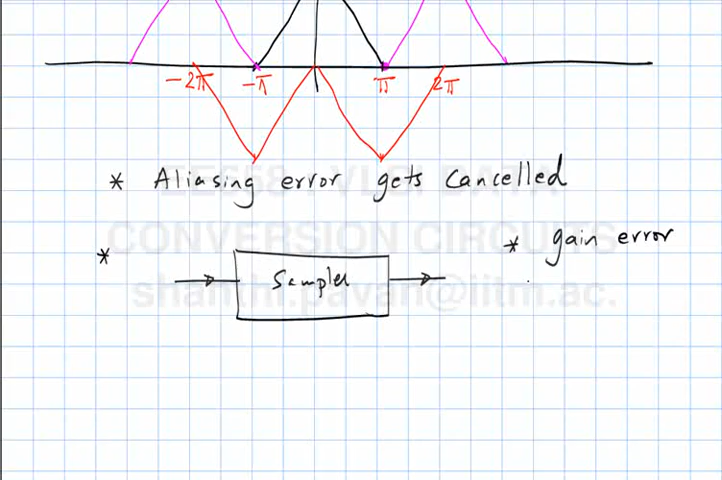 -2π -π π 2π
* Aliasing error gets cancelled
EE658: VLSI DATA
CONVERSION CIRCUITS
* gain error
*
Sampler
shanthi.pavan@iitm.ac.